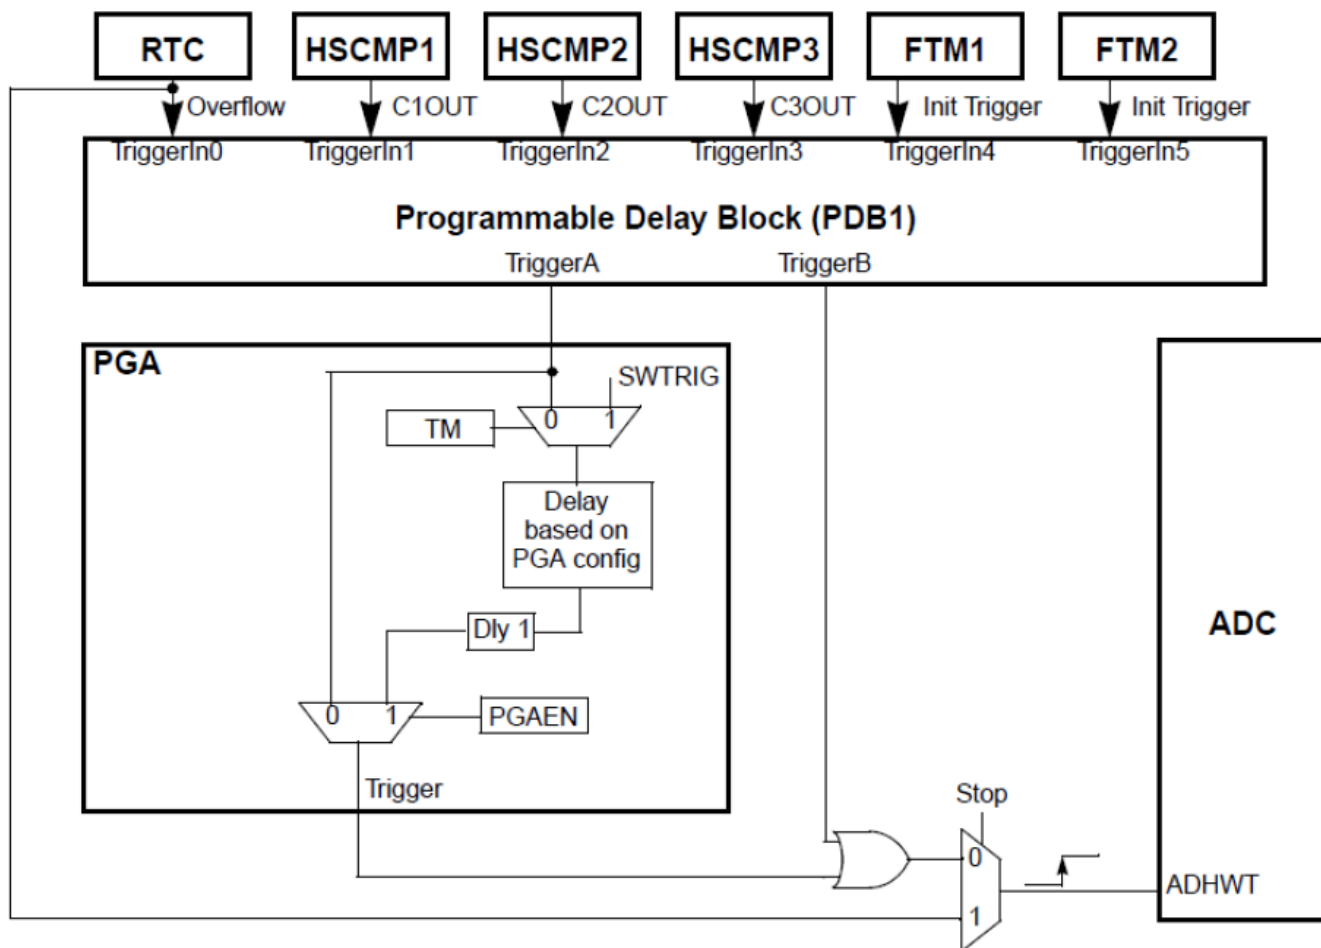 RTC
HSCMP1
HSCMP2
HSCMP3
FTM1
FTM2
Overflow
C1OUT
C2OUT
C3OUT
Init Trigger
Init Trigger
TriggerIn0
TriggerIn1
TriggerIn2
TriggerIn3
TriggerIn4
TriggerIn5
Programmable Delay Block (PDB1)
TriggerA
TriggerB
PGA
SWTRIG
TM
0
1
Delay
based on
PGA config
Dly 1
ADC
0
1
PGAEN
Trigger
Stop
0
ADHWT
1